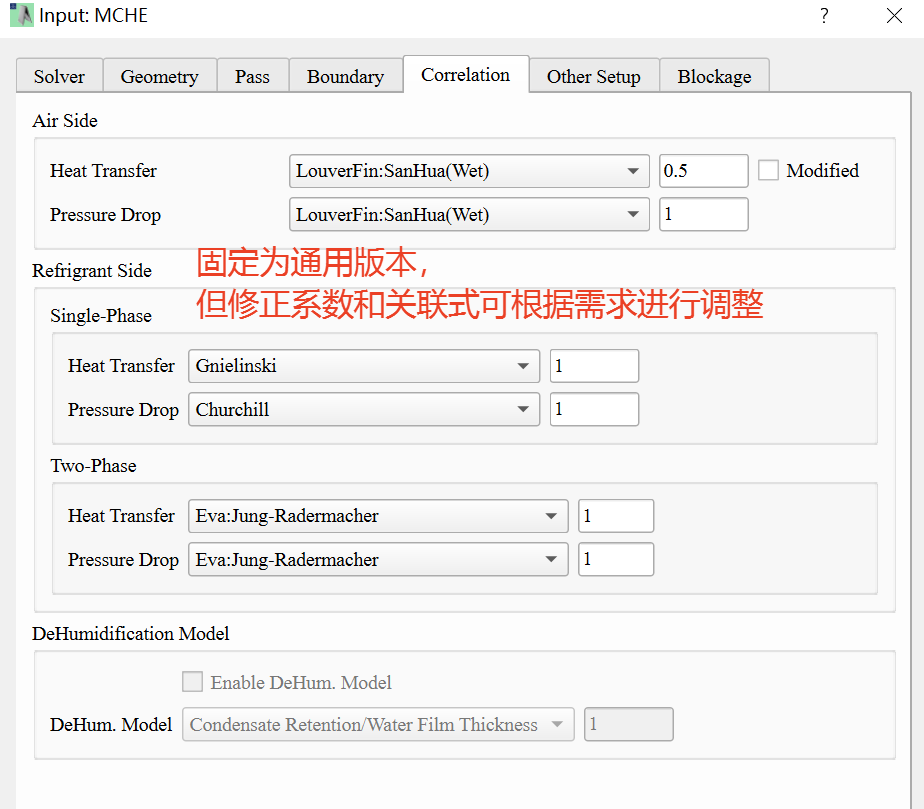 Input: MCHE
?
Solver
Geometry
Pass
Boundary
Correlation
Other Setup
Blockage
Air Side
Heat Transfer
LouverFin:SanHua(Wet)
0.5
Modified
Pressure Drop
LouverFin:SanHua(Wet)
1
固定为通用版本，
但修正系数和关联式可根据需求进行调整
Refrigrant Side
Single-Phase
Heat Transfer
Gnielinski
1
Pressure Drop
Churchill
1
Two-Phase
Heat Transfer
Eva:Jung-Radermacher
1
Pressure Drop
Eva:Jung-Radermacher
1
DeHumidification Model
Enable DeHum. Model
DeHum. Model
Condensate Retention/Water Film Thickness
1